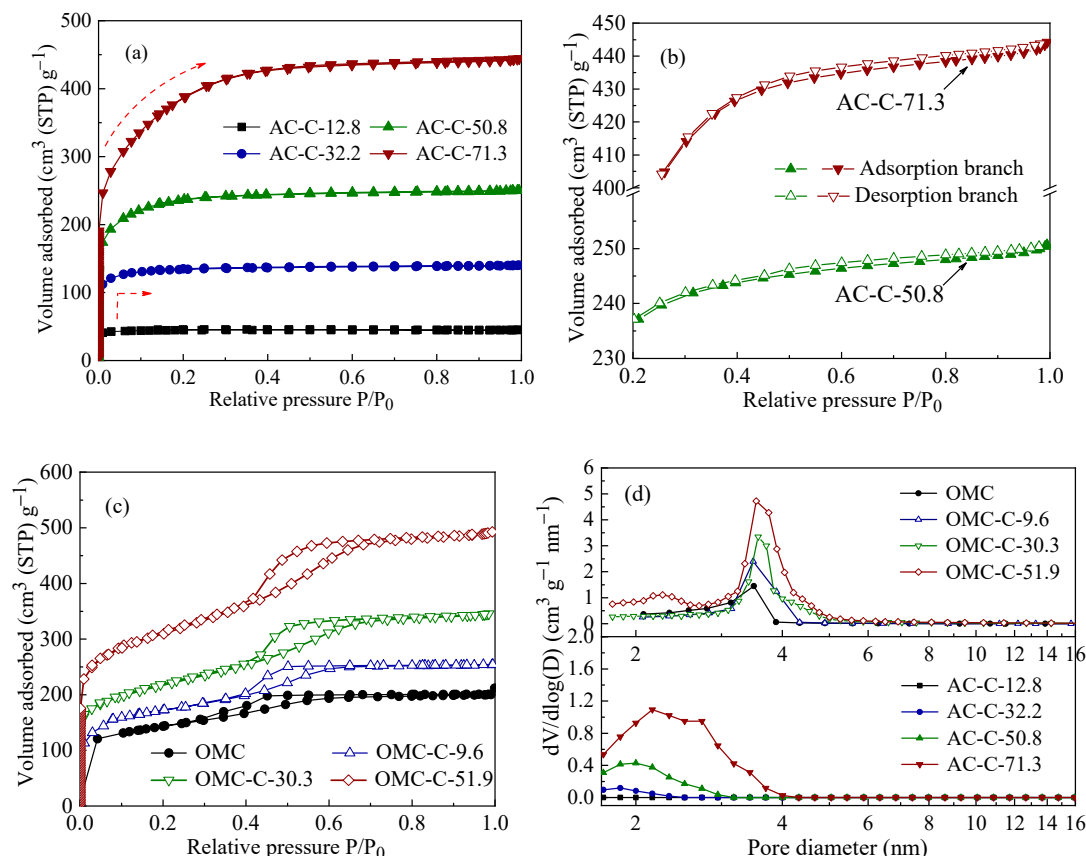 (a)
500
400
300
200
100
0
0.0 0.2 0.4 0.6 0.8 1.0
Volume adsorbed (cm³ (STP) g⁻¹
Relative pressure P/P₀
AC-C-12.8 AC-C-50.8
AC-C-32.2 AC-C-71.3
(b)
450
440
430
420
410
400
250
240
230
0.2 0.4 0.6 0.8 1.0
Volume adsorbed (cm³ (STP) g⁻¹
Relative pressure P/P₀
AC-C-71.3
Adsorption branch
Desorption branch
AC-C-50.8
(c)
600
500
400
300
200
100
0
0.0 0.2 0.4 0.6 0.8 1.0
Volume adsorbed (cm³ (STP) g⁻¹
Relative pressure P/P₀
OMC OMC-C-9.6
OMC-C-30.3 OMC-C-51.9
(d)
6
5
4
3
2
1
0
OMC
OMC-C-9.6
OMC-C-30.3
OMC-C-51.9
2 4 6 8 10 12 14 16
2.0
1.6
1.2
0.8
0.4
0.0
AC-C-12.8
AC-C-32.2
AC-C-50.8
AC-C-71.3
2 4 6 8 10 12 14 16
dV/dlog(D) (cm³ g⁻¹ nm⁻¹
Pore diameter (nm)